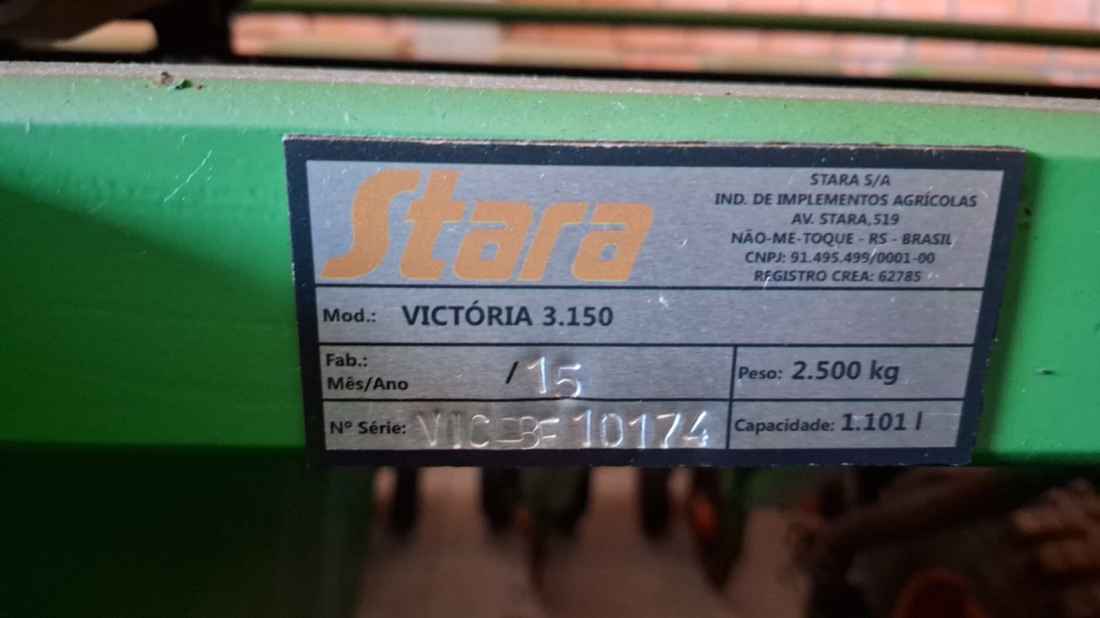 Stara
STARA S/A
IND. DE IMPLEMENTOS AGRÍCOLAS
AV. STARA, 519
NÃO-ME-TOQUE - RS - BRASIL
CNPJ: 91.495.499/0001-00
REGISTRO CREA: 62785
Mod.: VICTÓRIA 3.150
Fab.:
Mês/Ano /15
Peso: 2.500 kg
Nº Série: 10174
Capacidade: 1.101 l